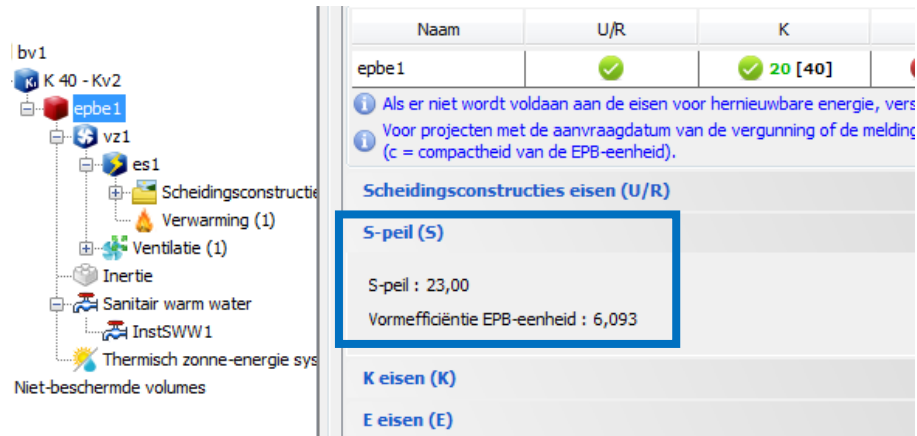 bv1
K 40 - Kv2
epbe1
vz1
es1
Scheidingsconstructie
Verwarming (1)
Ventilatie (1)
Inertie
Sanitair warm water
InstSWW1
Thermisch zonne-energie sys
Niet-beschermde volumes
Naam U/R K
epbe1 20 [40]
Als er niet wordt voldaan aan de eisen voor hernieuwbare energie, vers
Voor projecten met de aanvraagdatum van de vergunning of de melding
(c = compactheid van de EPB-eenheid).
Scheidingsconstructies eisen (U/R)
S-peil (S)
S-peil : 23,00
Vormefficiëntie EPB-eenheid : 6,093
K eisen (K)
E eisen (E)